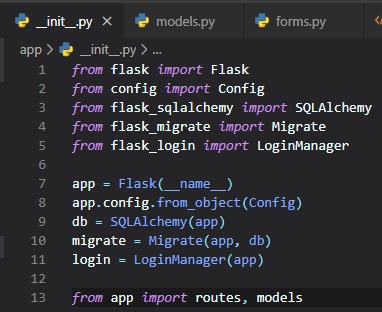 __init__.py × models.py forms.py
app > __init__.py > ...
1 from flask import Flask
2 from config import Config
3 from flask_sqlalchemy import SQLAlchemy
4 from flask_migrate import Migrate
5 from flask_login import LoginManager
6
7 app = Flask(__name__)
8 app.config.from_object(Config)
9 db = SQLAlchemy(app)
10 migrate = Migrate(app, db)
11 login = LoginManager(app)
12
13 from app import routes, models